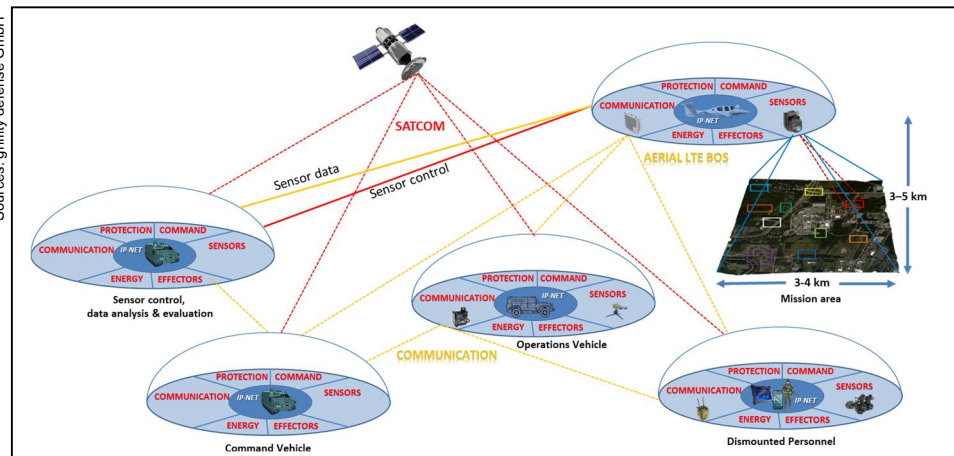 Sources: griffity defense GmbH
PROTECTION COMMAND
COMMUNICATION
SENSORS
IP-NET
ENERGY EFFECTORS
SATCOM
AERIAL LTE BOS
Sensor data
Sensor control
3–5 km
3-4 km
Mission area
PROTECTION COMMAND
COMMUNICATION
SENSORS
IP-NET
ENERGY EFFECTORS
Sensor control,
data analysis & evaluation
PROTECTION COMMAND
COMMUNICATION
SENSORS
IP-NET
ENERGY EFFECTORS
Operations Vehicle
COMMUNICATION
PROTECTION COMMAND
COMMUNICATION
SENSORS
IP-NET
ENERGY EFFECTORS
Command Vehicle
PROTECTION COMMAND
COMMUNICATION
SENSORS
IP-NET
ENERGY EFFECTORS
Dismounted Personnel